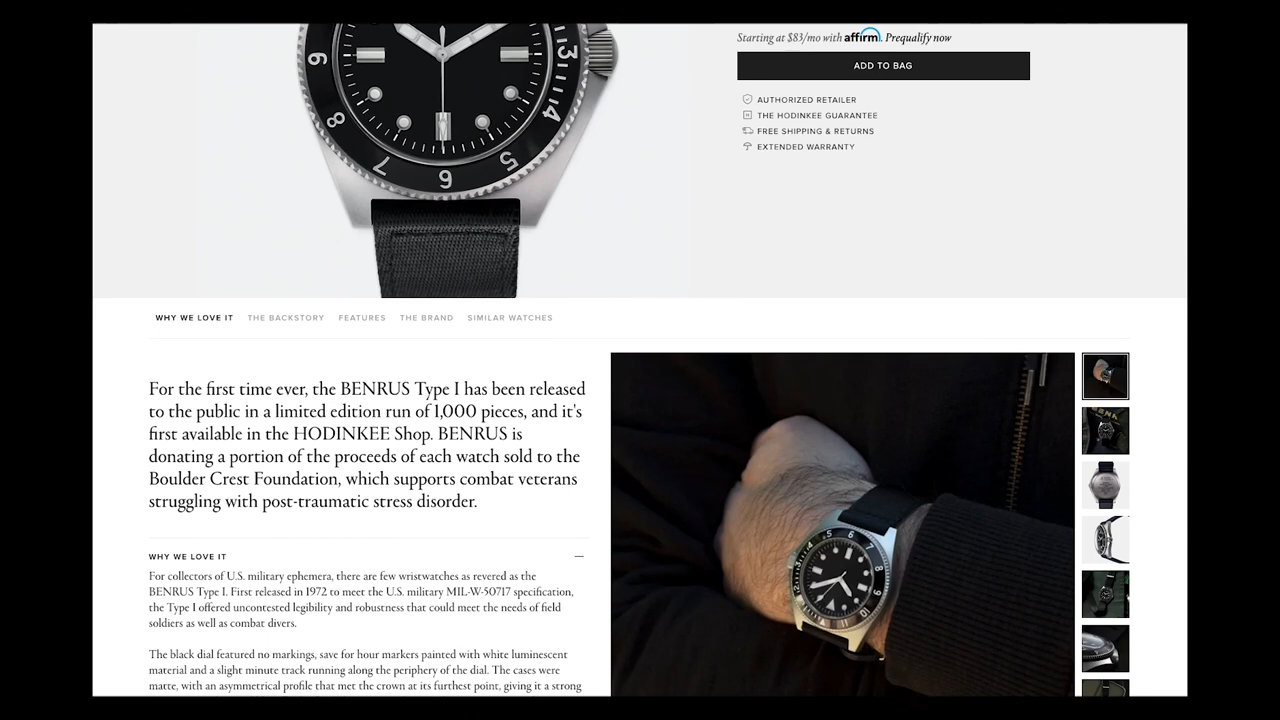 Starting at $83/mo with affirm. Prequalify now
ADD TO BAG
AUTHORIZED RETAILER
THE HODINKEE GUARANTEE
FREE SHIPPING & RETURNS
EXTENDED WARRANTY
9 8 7 6 5 4 3
WHY WE LOVE IT THE BACKSTORY FEATURES THE BRAND SIMILAR WATCHES
For the first time ever, the BENRUS Type I has been released
to the public in a limited edition run of 1,000 pieces, and it's
first available in the HODINKEE Shop. BENRUS is
donating a portion of the proceeds of each watch sold to the
Boulder Crest Foundation, which supports combat veterans
struggling with post-traumatic stress disorder.
WHY WE LOVE IT
For collectors of U.S. military ephemera, there are few wristwatches as revered as the
BENRUS Type I. First released in 1972 to meet the U.S. military MIL-W-50717 specification,
the Type I offered uncontested legibility and robustness that could meet the needs of field
soldiers as well as combat divers.
The black dial featured no markings, save for hour markers painted with white luminescent
material and a slight minute track running along the periphery of the dial. The cases were
matte, with an asymmetrical profile that met the crown at its furthest point, giving it a strong